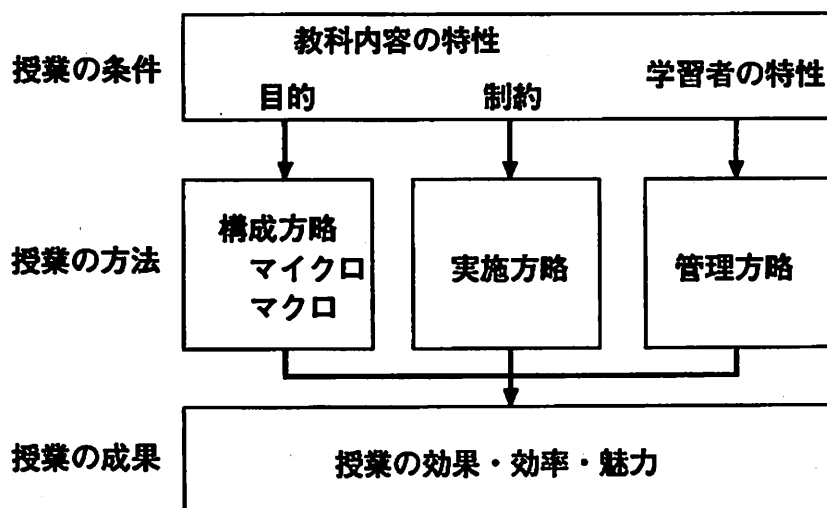 教科内容の特性
授業の条件
学習者の特性
目的
制約
構成方略
マイクロ
マクロ
授業の方法
実施方略
管理方略
授業の成果
授業の効果・効率・魅力